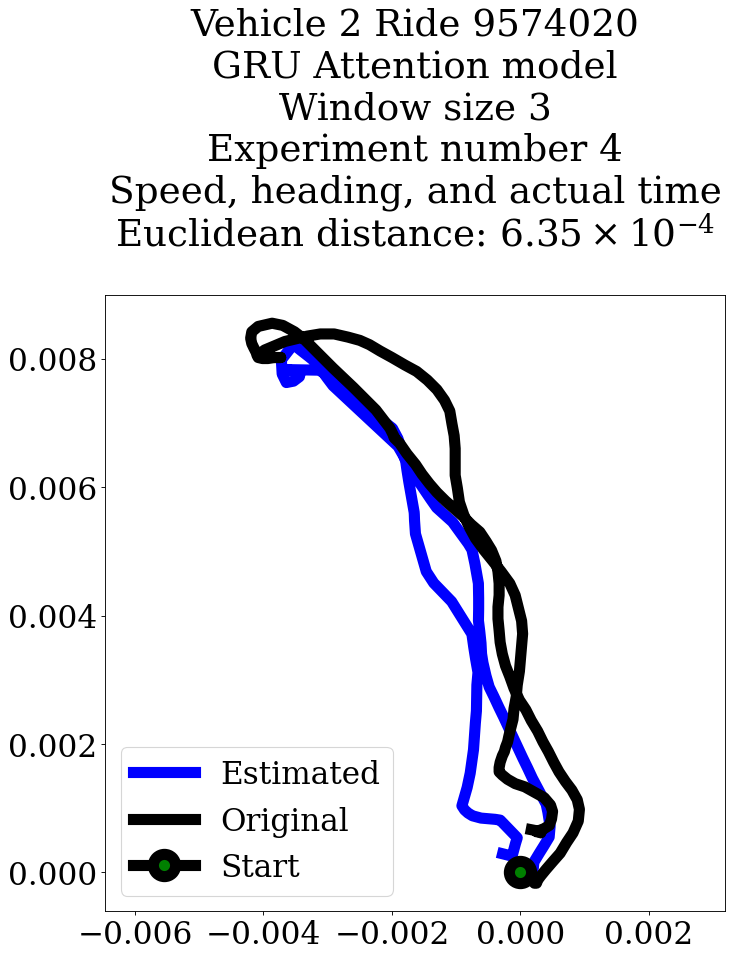 Vehicle 2 Ride 9574020
GRU Attention model
Window size 3
Experiment number 4
Speed, heading, and actual time
Euclidean distance: 6.35 × 10⁻⁴
0.008
0.006
0.004
0.002
0.000
Estimated
Original
Start
−0.006 −0.004 −0.002 0.000 0.002